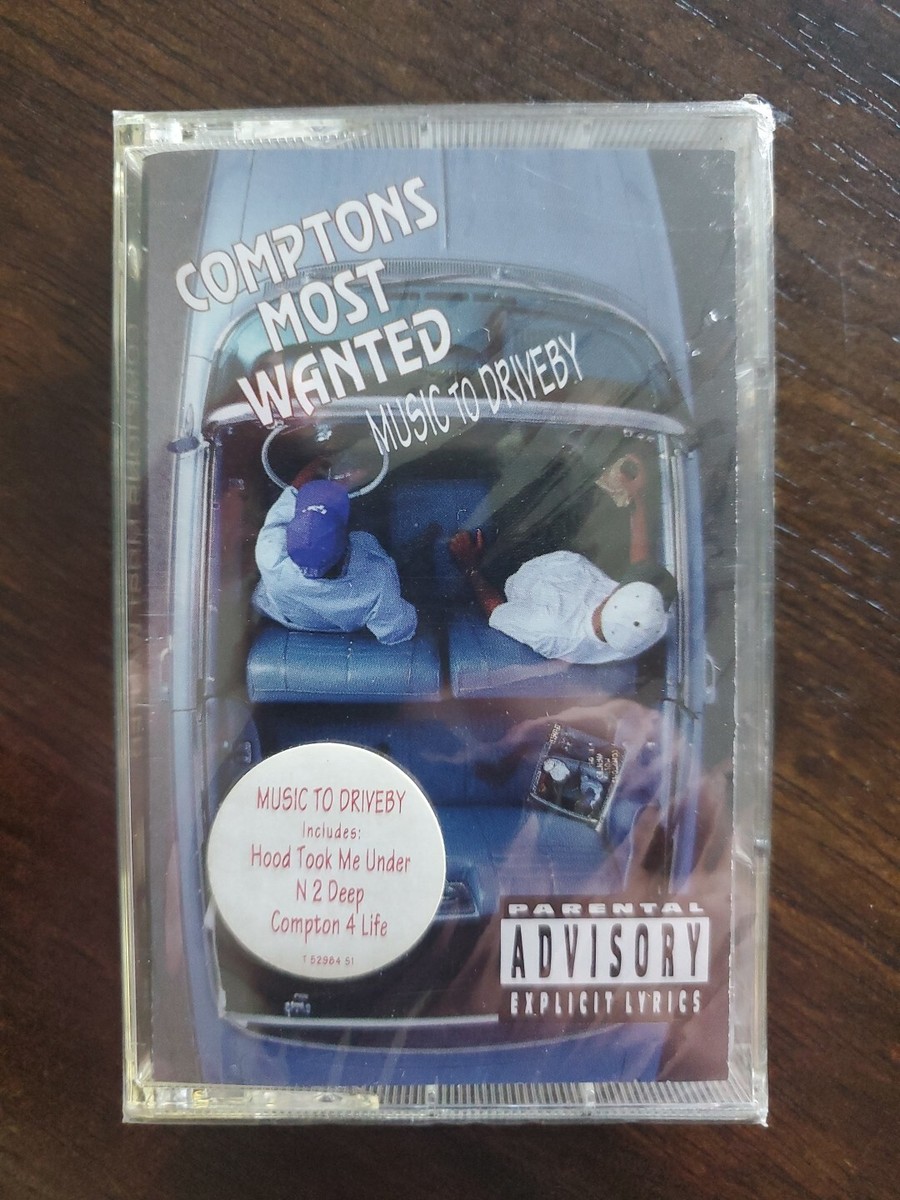 COMPTONS
MOST
WANTED
MUSIC TO DRIVEBY
MUSIC TO DRIVEBY
Includes:
Hood Took Me Under
N 2 Deep
Compton 4 Life
T 52984 51
PARENTAL
ADVISORY
EXPLICIT LYRICS